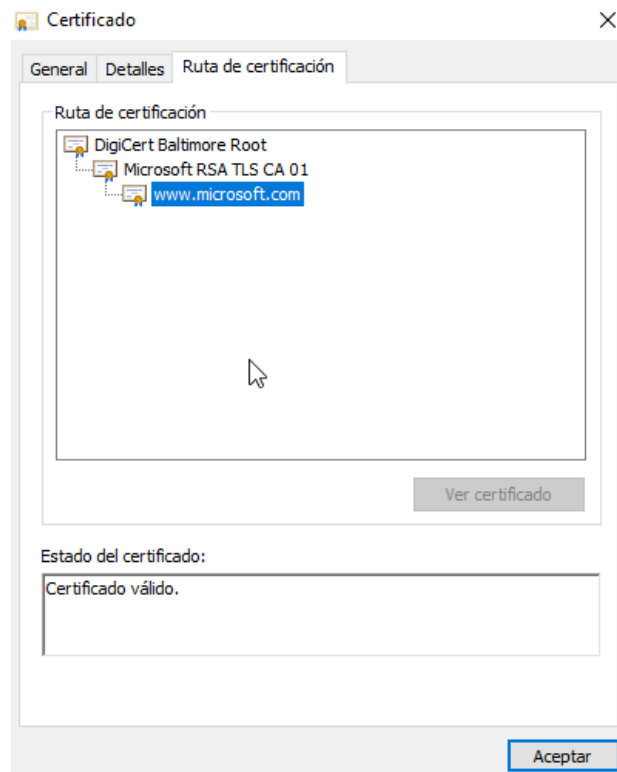 Certificado
General Detalles Ruta de certificación
Ruta de certificación
DigiCert Baltimore Root
Microsoft RSA TLS CA 01
www.microsoft.com
Ver certificado
Estado del certificado:
Certificado válido.
Aceptar